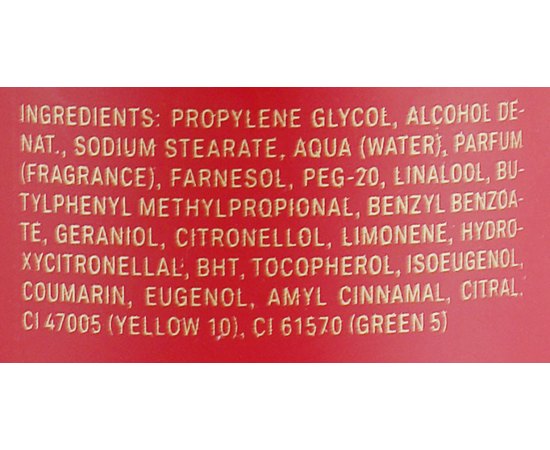 INGREDIENTS: PROPYLENE GLYCOL, ALCOHOL DE-
NAT., SODIUM STEARATE, AQUA (WATER), PARFUM
(FRAGRANCE), FARNESOL, PEG-20, LINALOOL, BU-
TYLPHENYL METHYLPROPIONAL, BENZYL BENZOA-
TE, GERANIOL, CITRONELLOL, LIMONENE, HYDRO-
XYCITRONELLAL, BHT, TOCOPHEROL, ISOEUGENOL,
COUMARIN, EUGENOL, AMYL CINNAMAL, CITRAL.
CI 47005 (YELLOW 10), CI 61570 (GREEN 5)